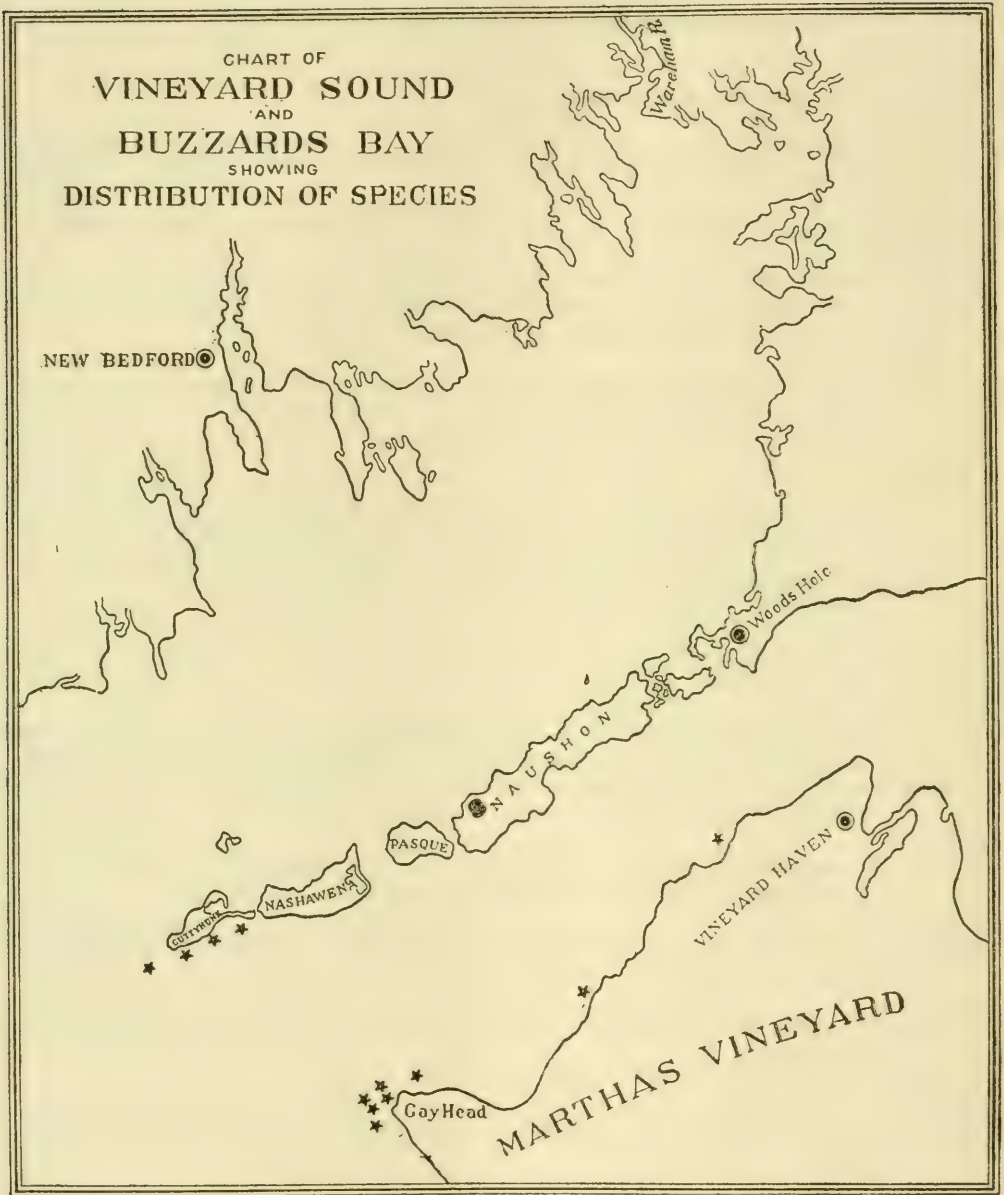 CHART OF
VINEYARD SOUND
AND
BUZZARDS BAY
SHOWING
DISTRIBUTION OF SPECIES
Wareham R
NEW BEDFORD
Woods Hole
NAUSHON
PASQUE
NASHAWENA
CUTTYHUNK
VINEYARD HAVEN
MARTHAS VINEYARD
Gay Head